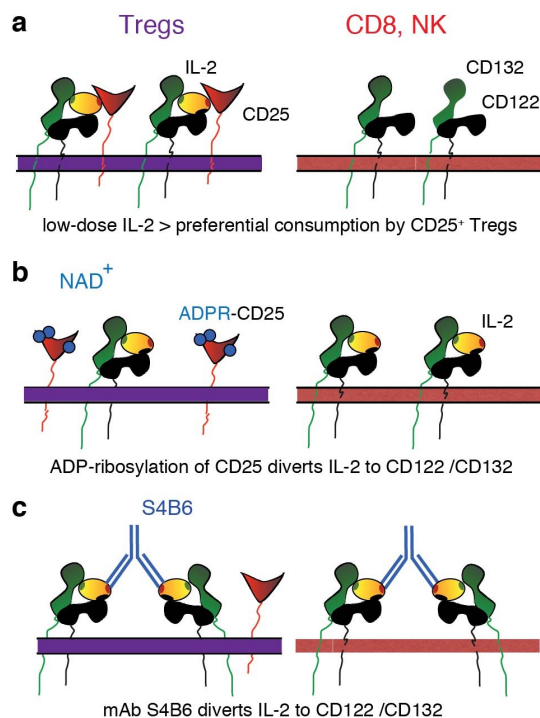 a
Tregs
CD8, NK
IL-2
CD25
CD132
CD122
low-dose IL-2 > preferential consumption by CD25⁺ Tregs
b
NAD⁺
ADPR-CD25
IL-2
ADP-ribosylation of CD25 diverts IL-2 to CD122 /CD132
c
S4B6
mAb S4B6 diverts IL-2 to CD122 /CD132